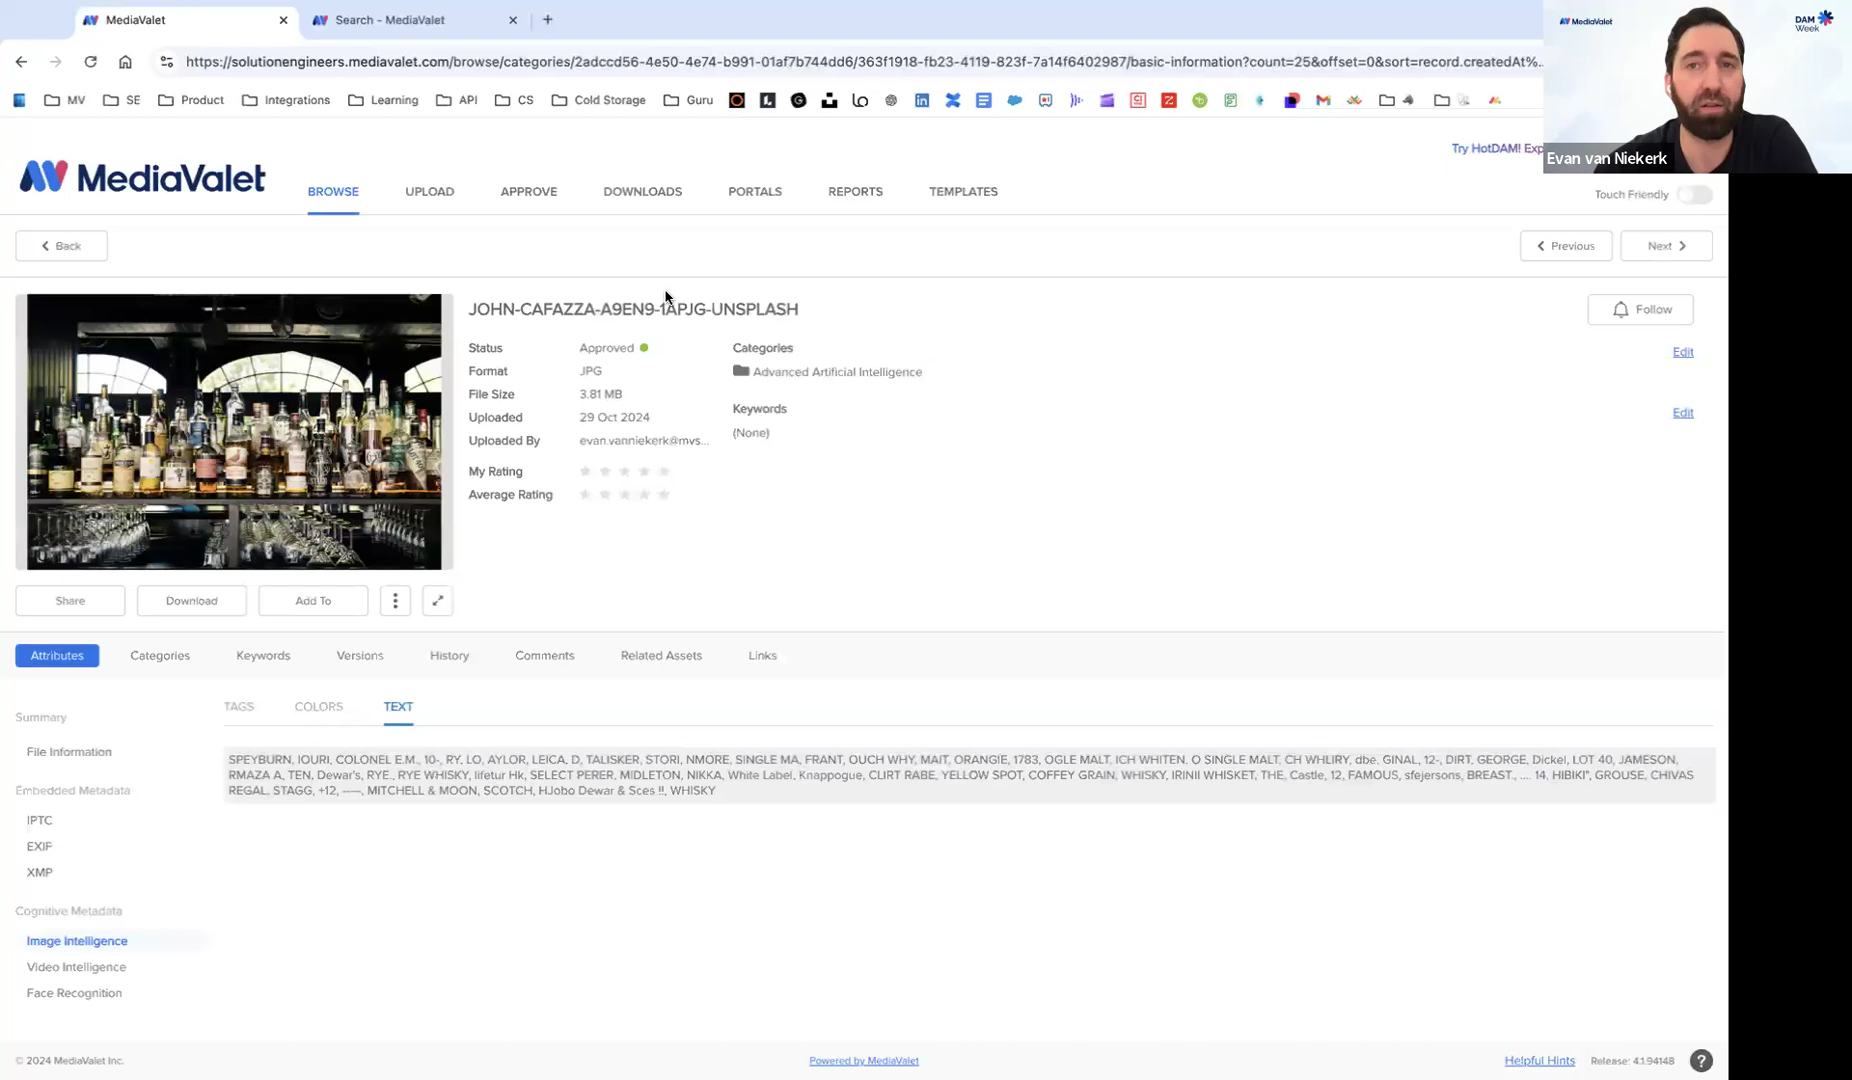 MediaValet
Search - MediaValet
https://solutionengineers.mediavalet.com/browse/categories/2adccd56-4e50-4e74-b991-01af7b744dd6/363f1918-fb23-4119-823f-7a14f6402987/basic-information?count=25&offset=0&sort=record.createdAt%...
MV
SE
Product
Integrations
Learning
API
CS
Cold Storage
Guru
MediaValet
DAM
Week
Evan van Niekerk
Try HotDAM! Exp
MediaValet
BROWSE
UPLOAD
APPROVE
DOWNLOADS
PORTALS
REPORTS
TEMPLATES
Touch Friendly
Back
Previous
Next
JOHN-CAFAZZA-A9EN9-1APJG-UNSPLASH
Follow
Status Approved
Format JPG
File Size 3.81 MB
Uploaded 29 Oct 2024
Uploaded By evan.vanniekerk@mvs...
My Rating
Average Rating
Categories
Edit
Advanced Artificial Intelligence
Keywords
Edit
(None)
Share
Download
Add To
Attributes
Categories
Keywords
Versions
History
Comments
Related Assets
Links
Summary
File Information
Embedded Metadata
IPTC
EXIF
XMP
Cognitive Metadata
Image Intelligence
Video Intelligence
Face Recognition
TAGS
COLORS
TEXT
SPEYBURN, IOURI, COLONEL E.M., 10-, RY. LO, AYLOR, LEICA. D, TALISKER, STORI, NMORE, SINGLE MA, FRANT, OUCH WHY, MAIT, ORANGIE, 1783, OGLE MALT, ICH WHITEN. O SINGLE MALT, CH WHLIRY, dbe. GINAL, 12-, DIRT, GEORGE, Dickel, LOT 40, JAMESON,
RMAZA A, TEN, Dewar's, RYE., RYE WHISKY, lifetur Hk, SELECT PERER, MIDLETON, NIKKA, White Label, Knappogue, CLIRT RABE, YELLOW SPOT, COFFEY GRAIN, WHISKY, IRINII WHISKET, THE, Castle, 12, FAMOUS, sfejersons, BREAST., .... 14, HIBIKI", GROUSE, CHIVAS
REGAL, STAGG, +12, -----, MITCHELL & MOON, SCOTCH, HJobo Dewar & Sces !!, WHISKY
© 2024 MediaValet Inc.
Powered by MediaValet
Helpful Hints
Release: 4.1.94148